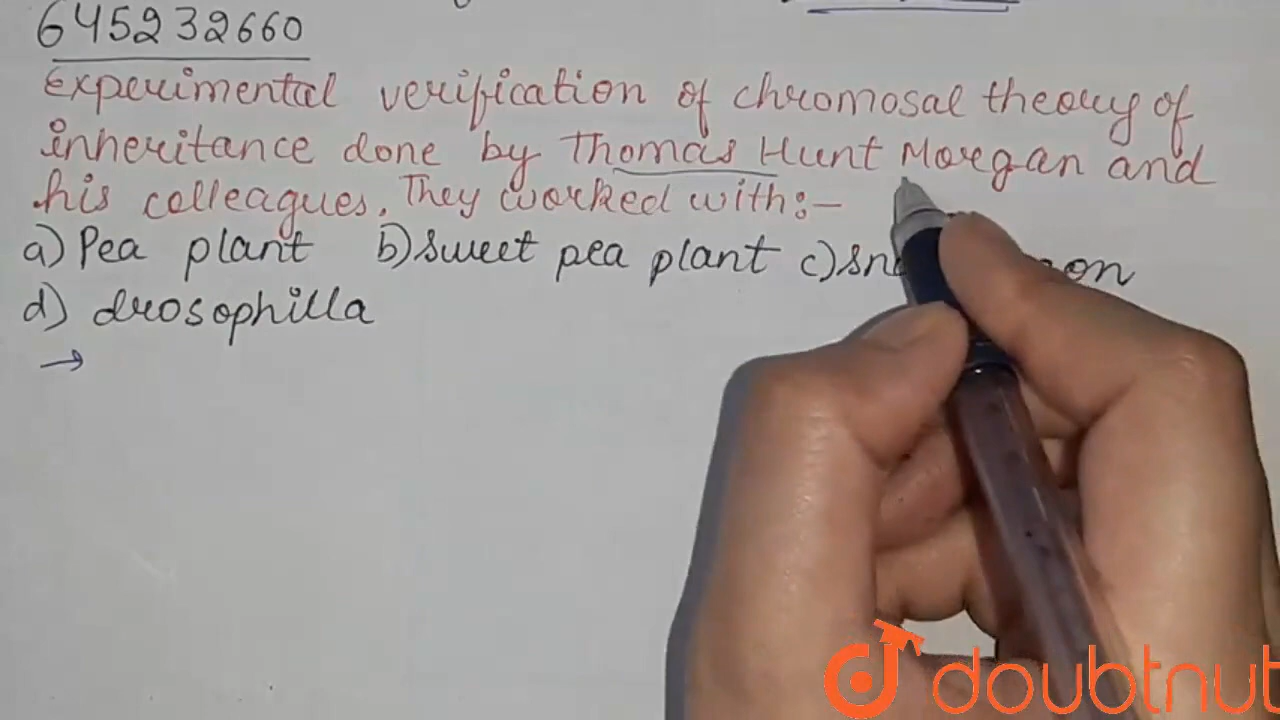 645232660
Experimental verification of chromosal theory of
inheritance done by Thomas Hunt Morgan and
his colleagues. They worked with:-
a) Pea plant b) sweet pea plant c)
d) drosophilla
→
doubtnut